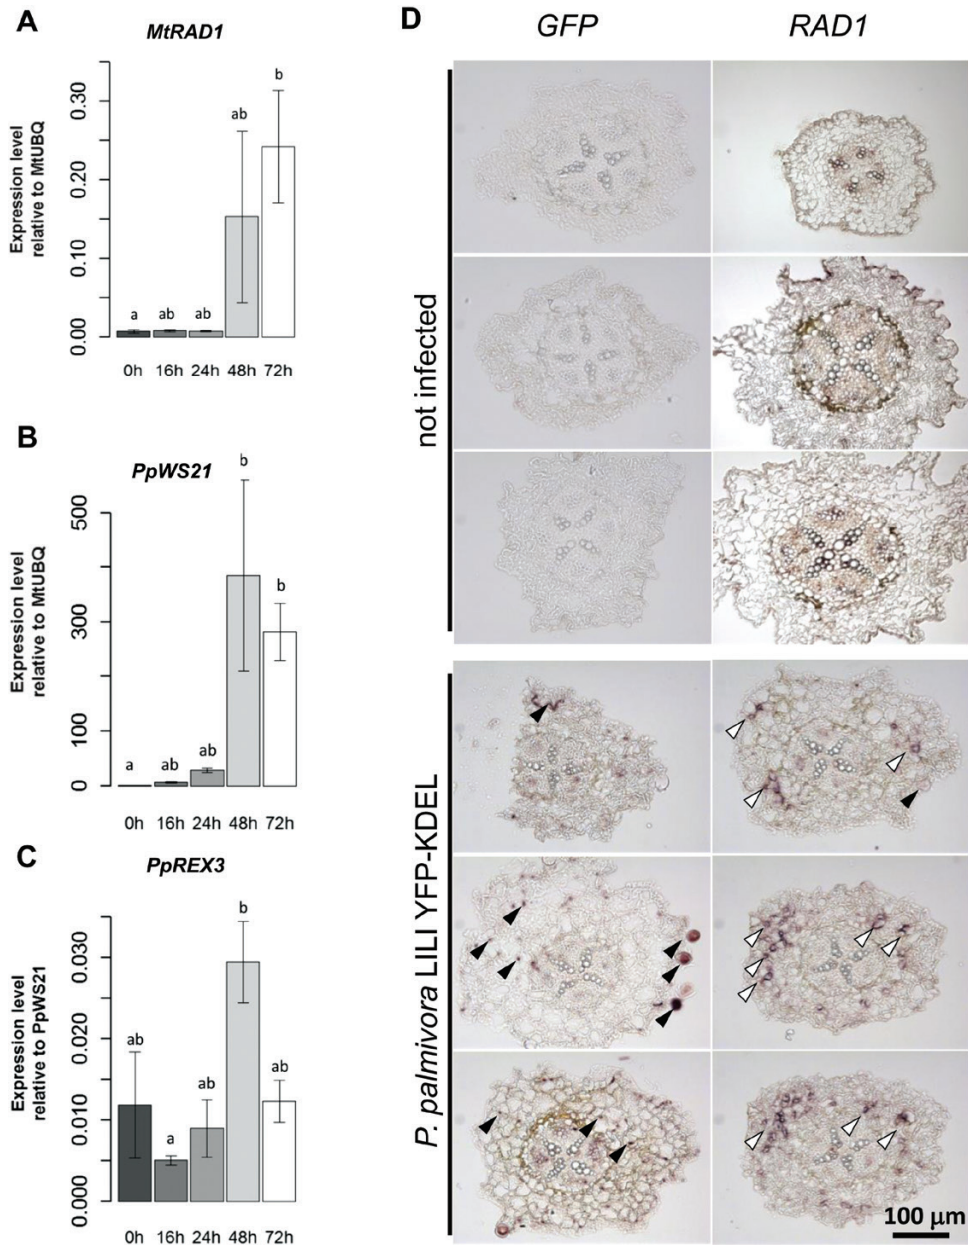 A
MtRAD1
Expression level
relative to MtUBQ
0.30
0.20
0.10
0.00
a
ab
ab
ab
b
0h 16h 24h 48h 72h
B
PpWS21
Expression level
relative to MtUBQ
500
300
100
0
a
ab
ab
b
b
0h 16h 24h 48h 72h
C
PpREX3
Expression level
relative to PpWS21
0.030
0.020
0.010
0.000
ab
a
ab
b
ab
0h 16h 24h 48h 72h
D
GFP
RAD1
not infected
P. palmivora LILI YFP-KDEL
100 µm